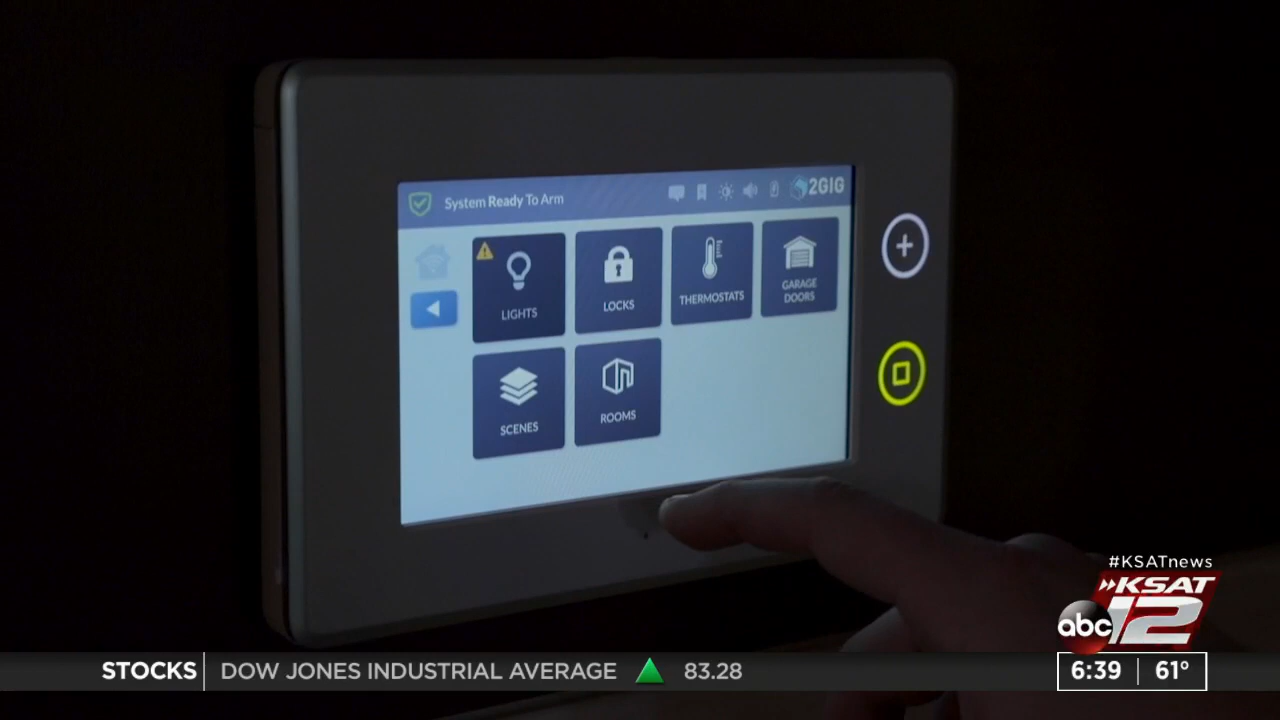 System Ready To Arm
2GIG
LIGHTS
LOCKS
THERMOSTATS
GARAGE
DOORS
SCENES
ROOMS
#KSATnews
KSAT
abc 12
STOCKS DOW JONES INDUSTRIAL AVERAGE 83.28
6:39 61°